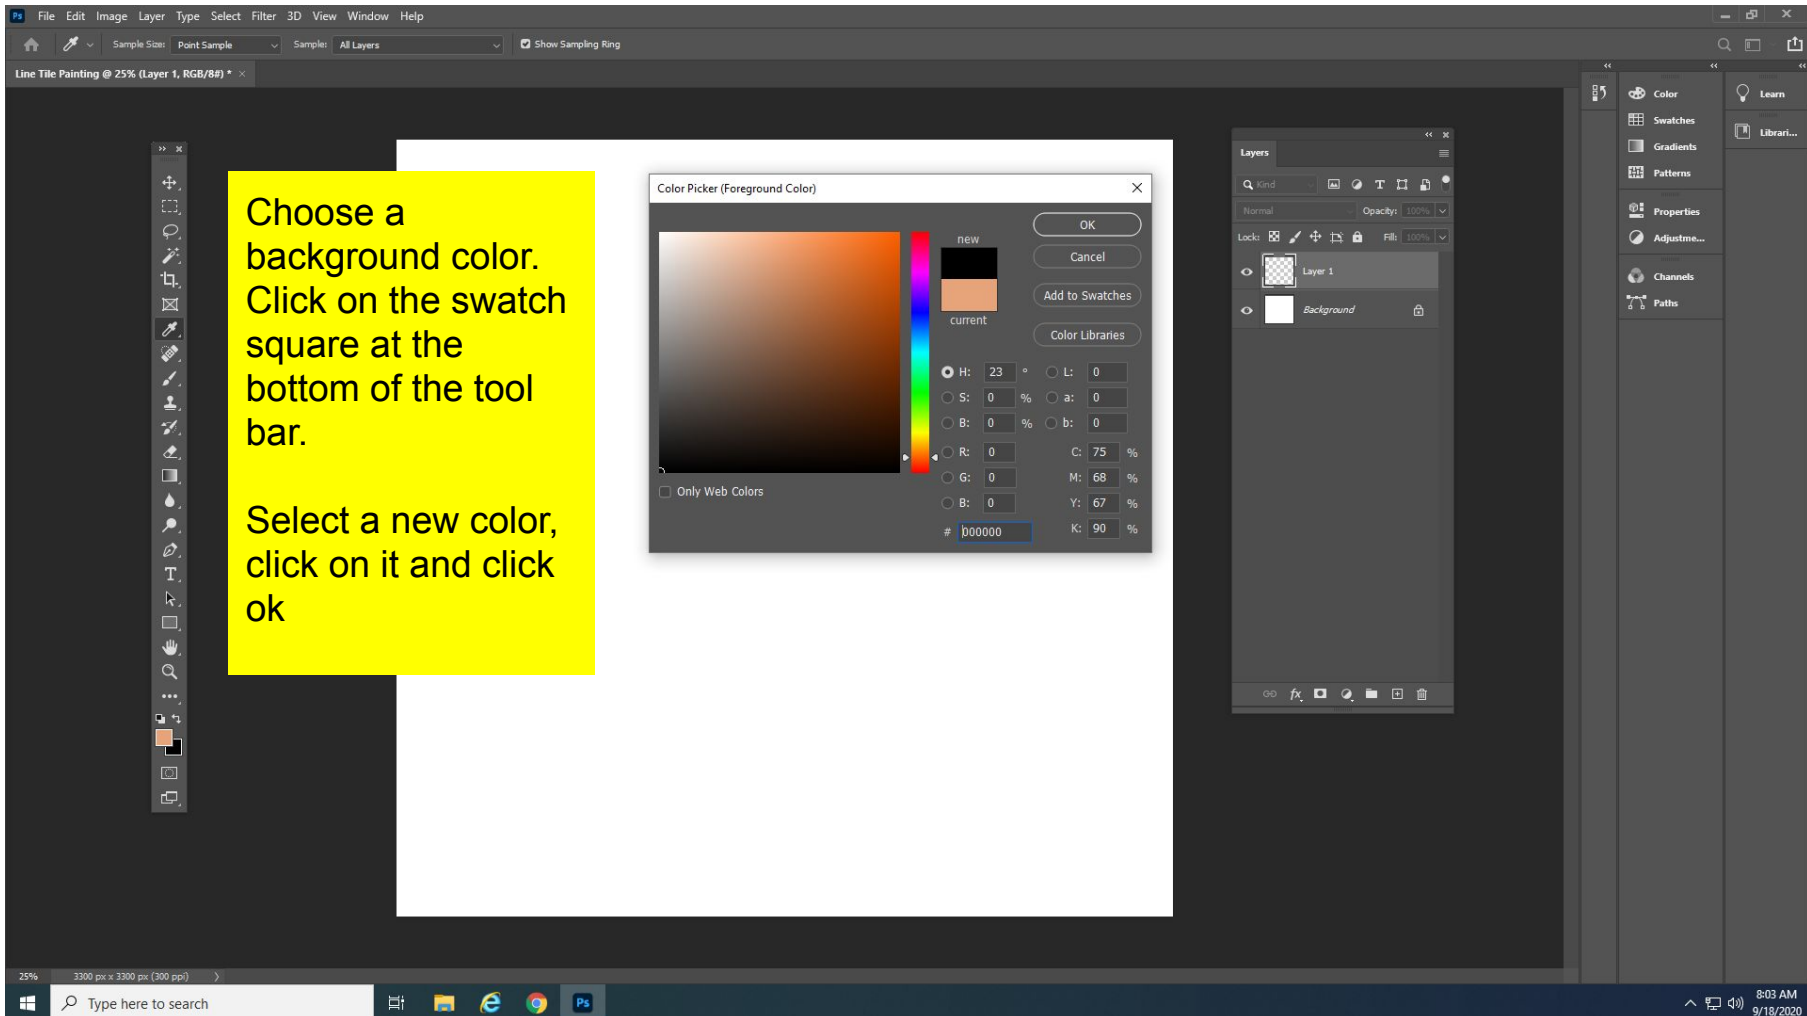 Ps File Edit Image Layer Type Select Filter 3D View Window Help
Sample Size: Point Sample Sample: All Layers Show Sampling Ring
Line Tile Painting @ 25% (Layer 1, RGB/8#) * ×
Choose a
background color.
Click on the swatch
square at the
bottom of the tool
bar.
Select a new color,
click on it and click
ok
Color Picker (Foreground Color)
new
current
OK
Cancel
Add to Swatches
Color Libraries
H: 23 ° L: 0
S: 0 % a: 0
B: 0 % b: 0
R: 0 C: 75 %
G: 0 M: 68 %
B: 0 Y: 67 %
# 000000 K: 90 %
Only Web Colors
Layers
Kind
Normal Opacity: 100%
Lock: Fill: 100%
Layer 1
Background
fx
Color
Swatches
Gradients
Patterns
Properties
Adjustme...
Channels
Paths
Learn
Librari...
25% 3300 px x 3300 px (300 ppi)
Type here to search
Ps
8:03 AM
9/18/2020